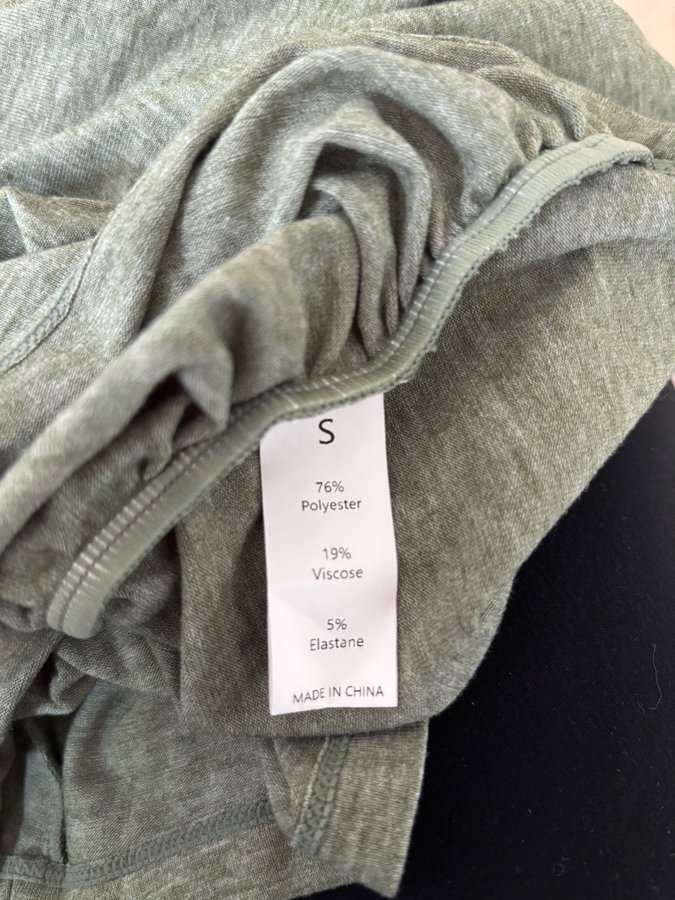 S
76%
Polyester
19%
Viscose
5%
Elastane
MADE IN CHINA